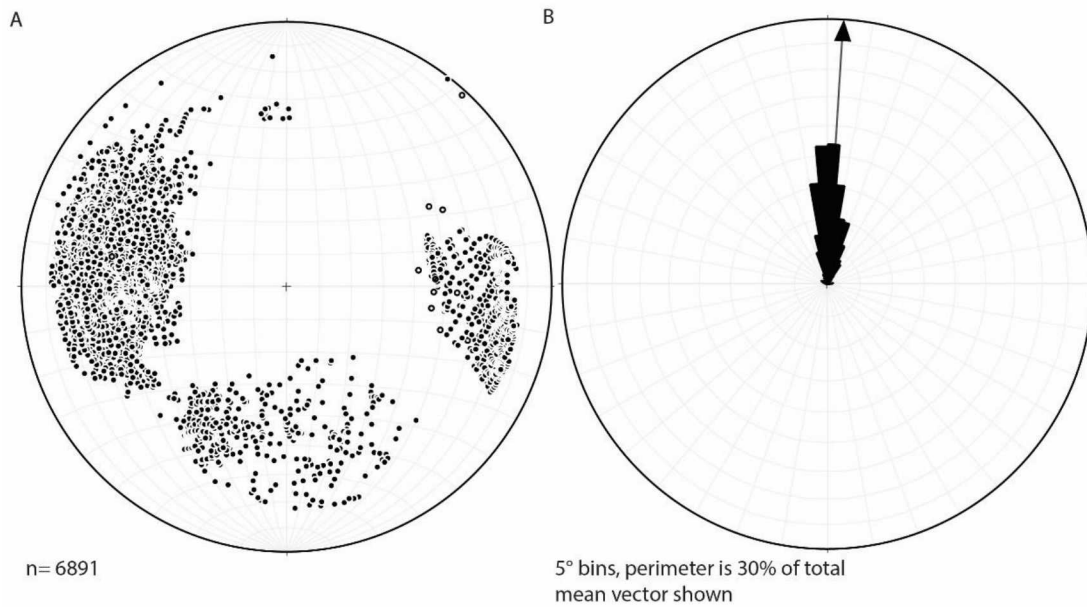 A
B
n= 6891
5° bins, perimeter is 30% of total
mean vector shown